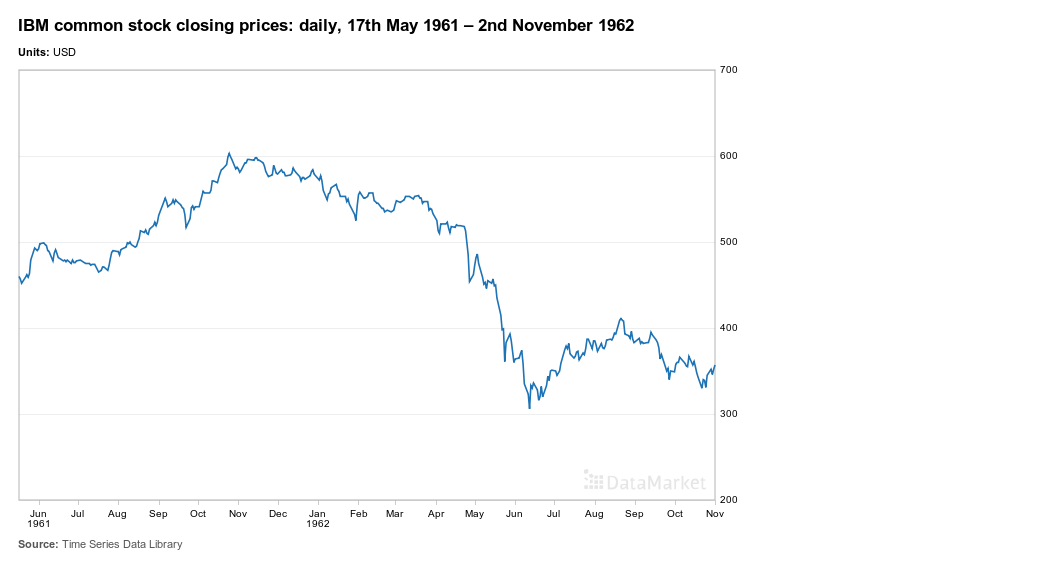 IBM common stock closing prices: daily, 17th May 1961 – 2nd November 1962
Units: USD
700
600
500
400
300
200
DataMarket
Jun Jul Aug Sep Oct Nov Dec Jan Feb Mar Apr May Jun Jul Aug Sep Oct Nov
1961 1962
Source: Time Series Data Library